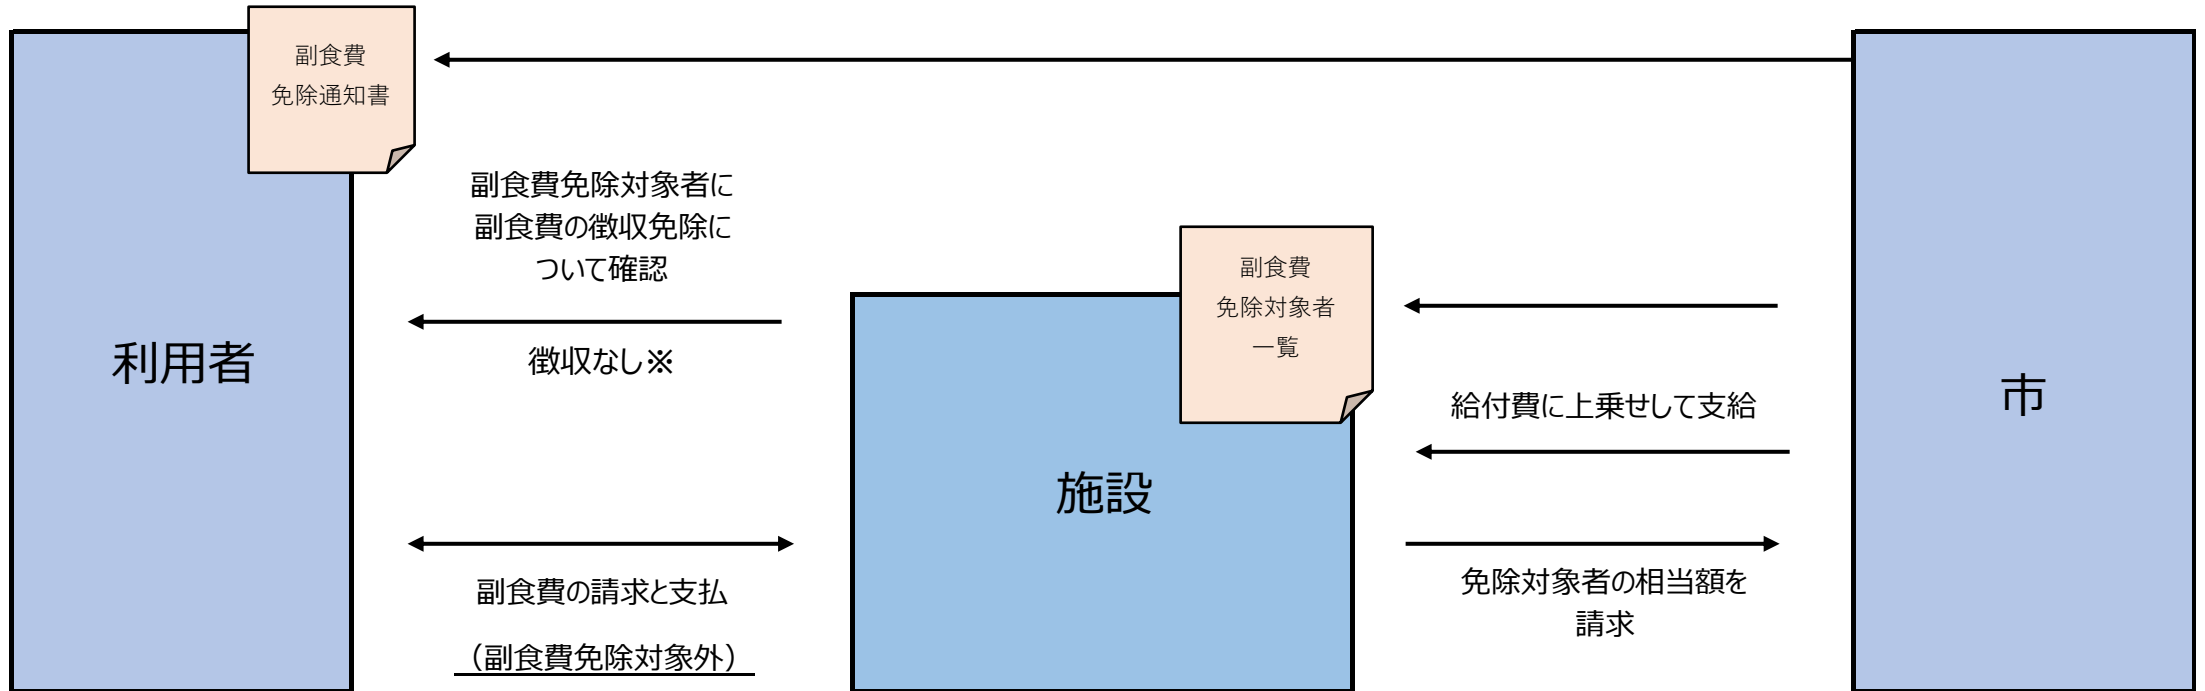 副食費
免除通知書
副食費免除対象者に
副食費の徴収免除に
ついて確認
徴収なし※
利用者
副食費の請求と支払
（副食費免除対象外）
副食費
免除対象者
一覧
施設
給付費に上乗せして支給
免除対象者の相当額を
請求
市